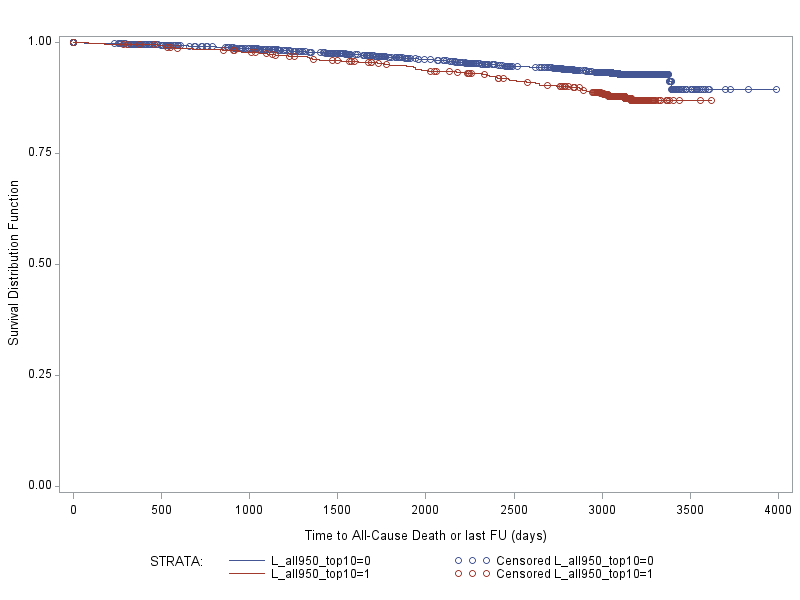 Survival Distribution Function
1.00
0.75
0.50
0.25
0.00
0 500 1000 1500 2000 2500 3000 3500 4000
Time to All-Cause Death or last FU (days)
STRATA: L_all950_top10=0 Censored L_all950_top10=0
L_all950_top10=1 Censored L_all950_top10=1